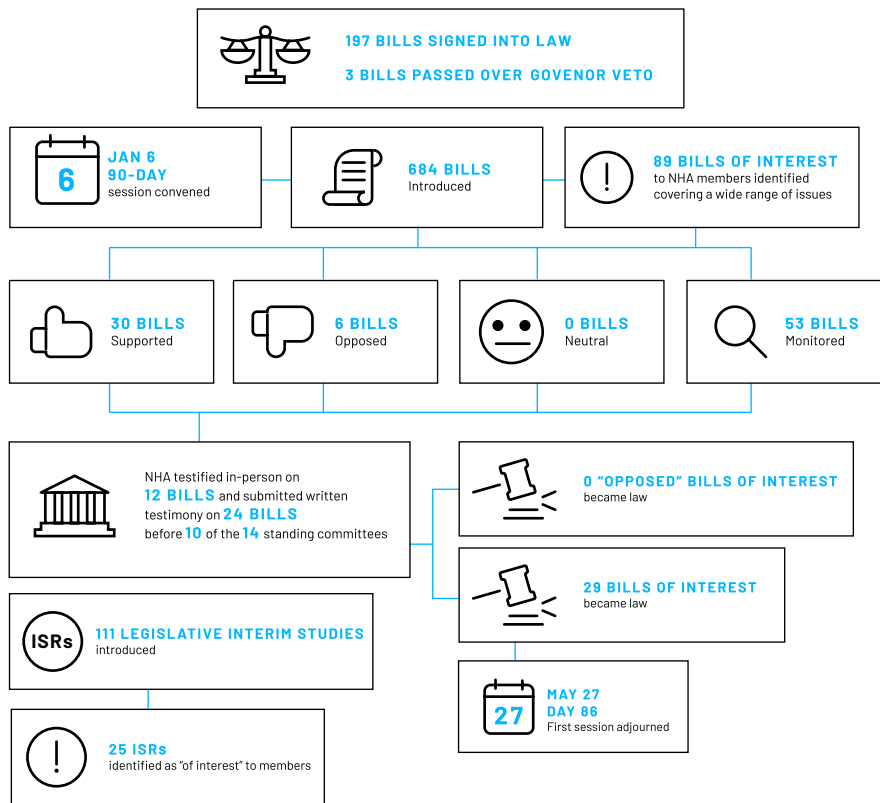 197 BILLS SIGNED INTO LAW
3 BILLS PASSED OVER GOVENOR VETO
6
JAN 6
90-DAY
session convened
684 BILLS
Introduced
89 BILLS OF INTEREST
to NHA members identified
covering a wide range of issues
30 BILLS
Supported
6 BILLS
Opposed
0 BILLS
Neutral
53 BILLS
Monitored
NHA testified in-person on
12 BILLS and submitted written
testimony on 24 BILLS
before 10 of the 14 standing committees
0 “OPPOSED” BILLS OF INTEREST
became law
29 BILLS OF INTEREST
became law
ISRs
111 LEGISLATIVE INTERIM STUDIES
introduced
27
MAY 27
DAY 86
First session adjourned
25 ISRs
identified as “of interest” to members